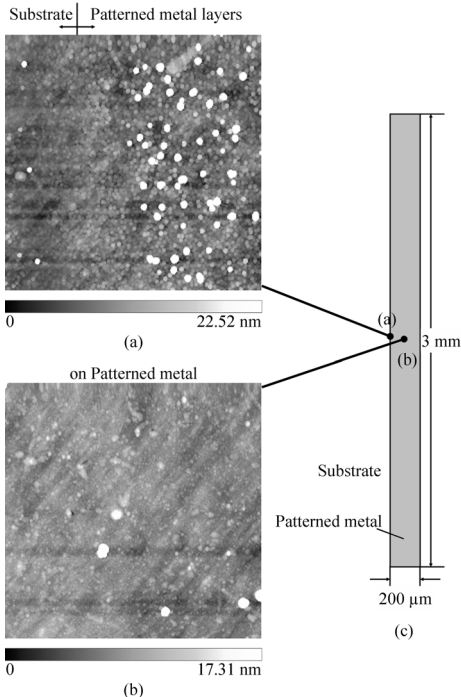 Substrate
Patterned metal layers
0
22.52 nm
(a)
on Patterned metal
0
17.31 nm
(b)
(a)
(b)
3 mm
Substrate
Patterned metal
200 µm
(c)